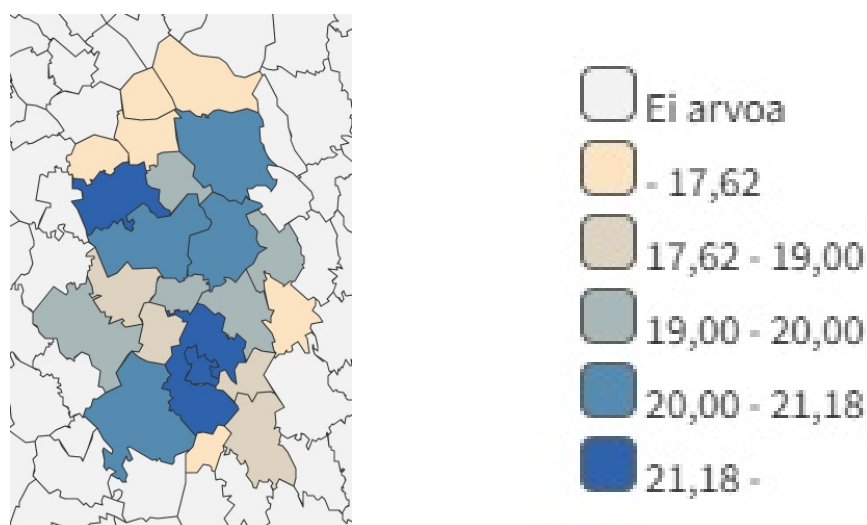 Ei arvoa
- 17,62
17,62 - 19,00
19,00 - 20,00
20,00 - 21,18
21,18 -